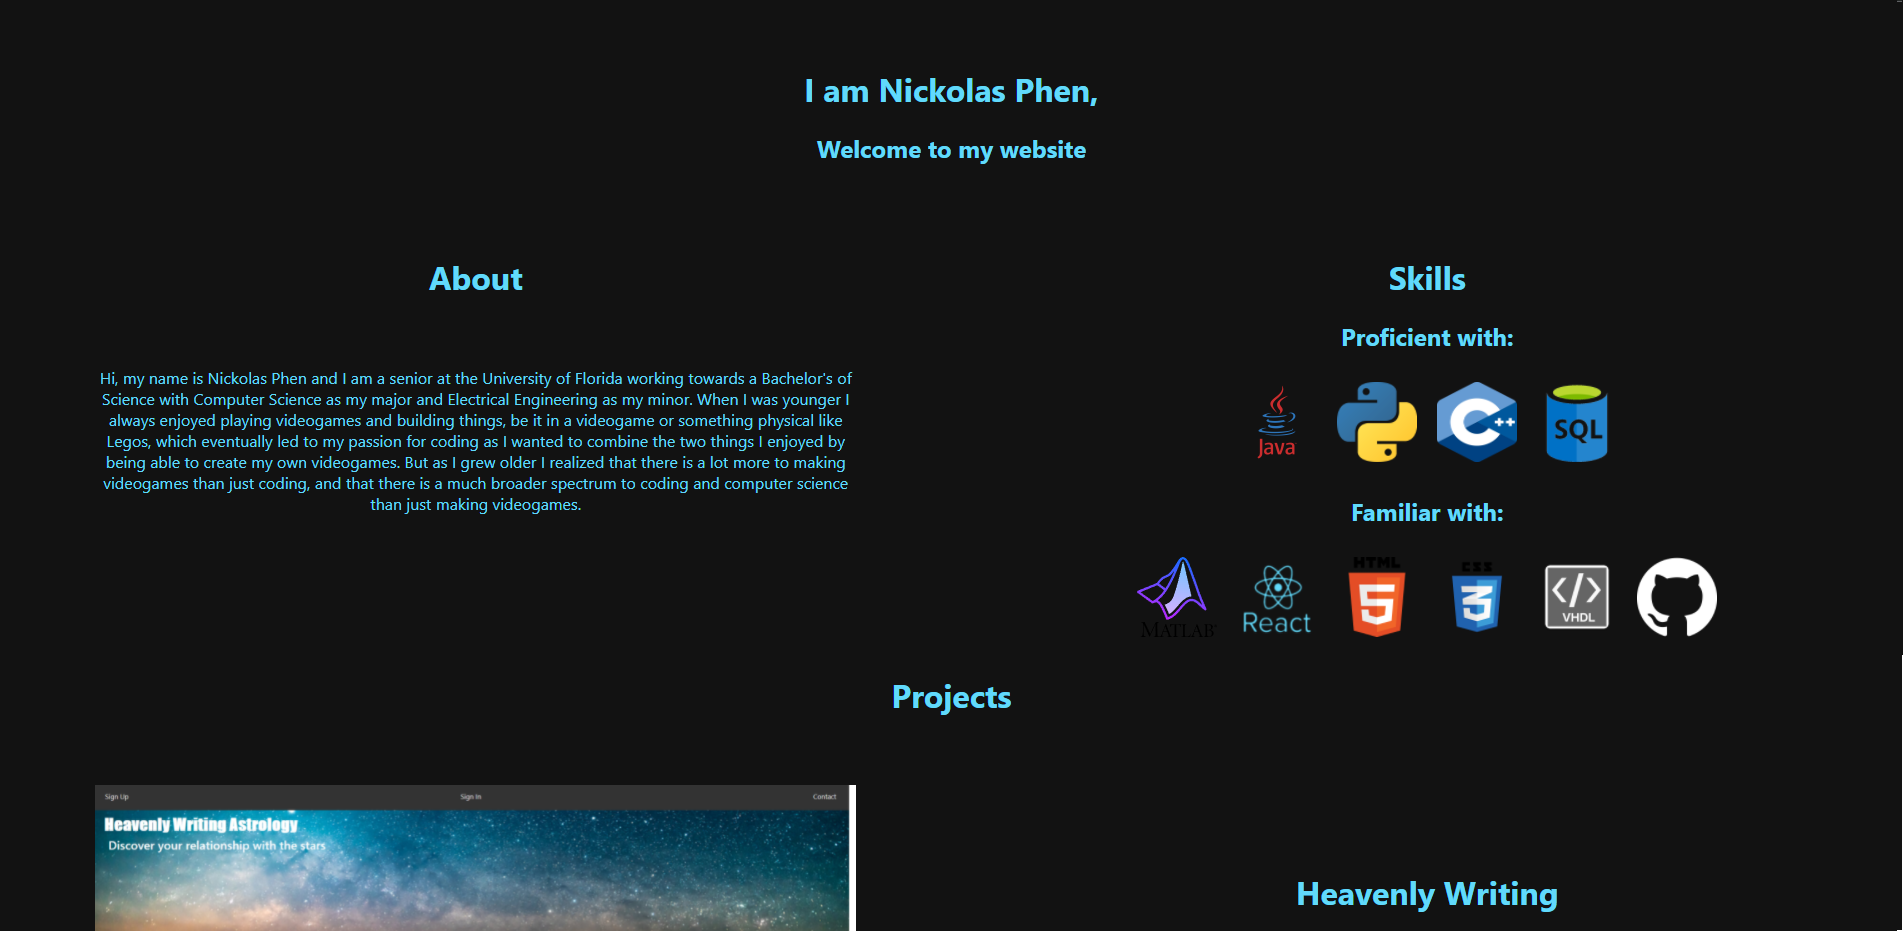 I am Nickolas Phen,
Welcome to my website
About
Hi, my name is Nickolas Phen and I am a senior at the University of Florida working towards a Bachelor's of
Science with Computer Science as my major and Electrical Engineering as my minor. When I was younger I
always enjoyed playing videogames and building things, be it in a videogame or something physical like
Legos, which eventually led to my passion for coding as I wanted to combine the two things I enjoyed by
being able to create my own videogames. But as I grew older I realized that there is a lot more to making
videogames than just coding, and that there is a much broader spectrum to coding and computer science
than just making videogames.
Skills
Proficient with:
Java
C++
SQL
Familiar with:
MATLAB
React
HTML
5
CSS
3
</>
VHDL
Projects
Sign Up Sign In Contact
Heavenly Writing Astrology
Discover your relationship with the stars
Heavenly Writing